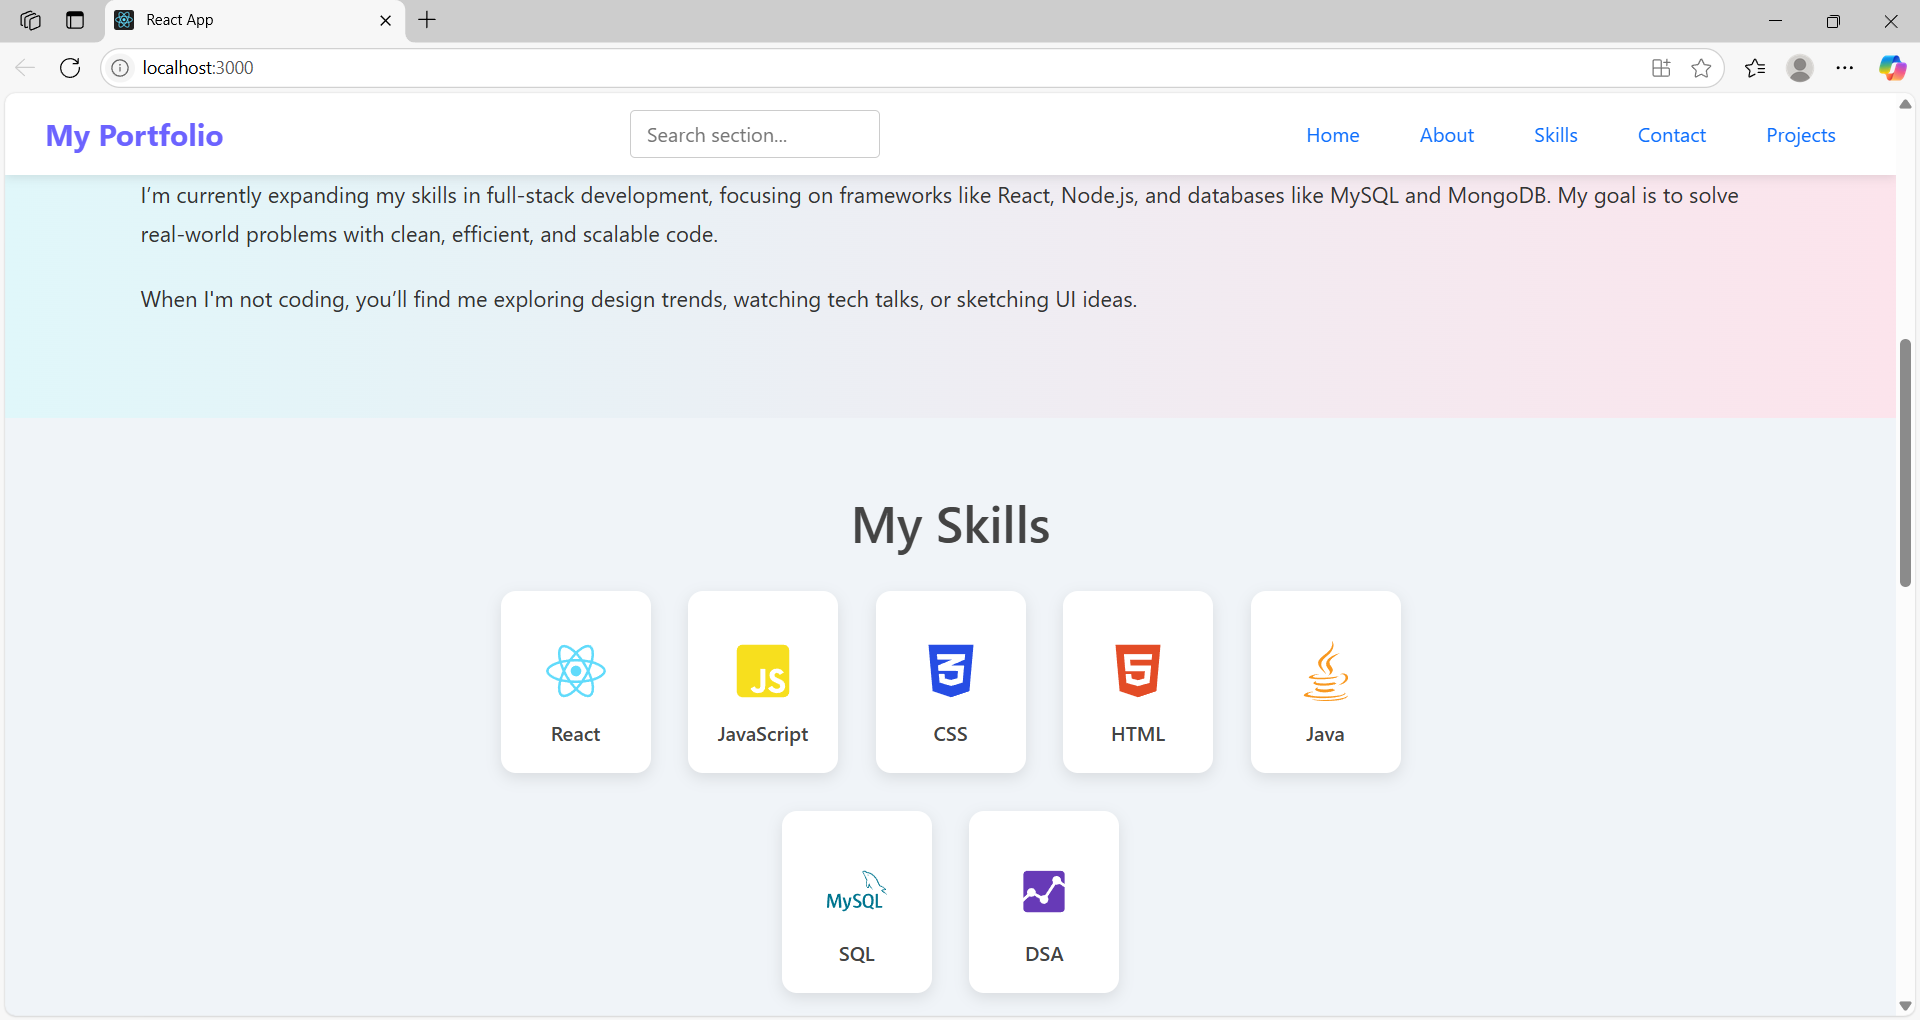 React App
localhost:3000
My Portfolio
Search section...
Home
About
Skills
Contact
Projects
I’m currently expanding my skills in full-stack development, focusing on frameworks like React, Node.js, and databases like MySQL and MongoDB. My goal is to solve
real-world problems with clean, efficient, and scalable code.
When I'm not coding, you’ll find me exploring design trends, watching tech talks, or sketching UI ideas.
My Skills
JS
3
5
React
JavaScript
CSS
HTML
Java
MySQL
SQL
DSA